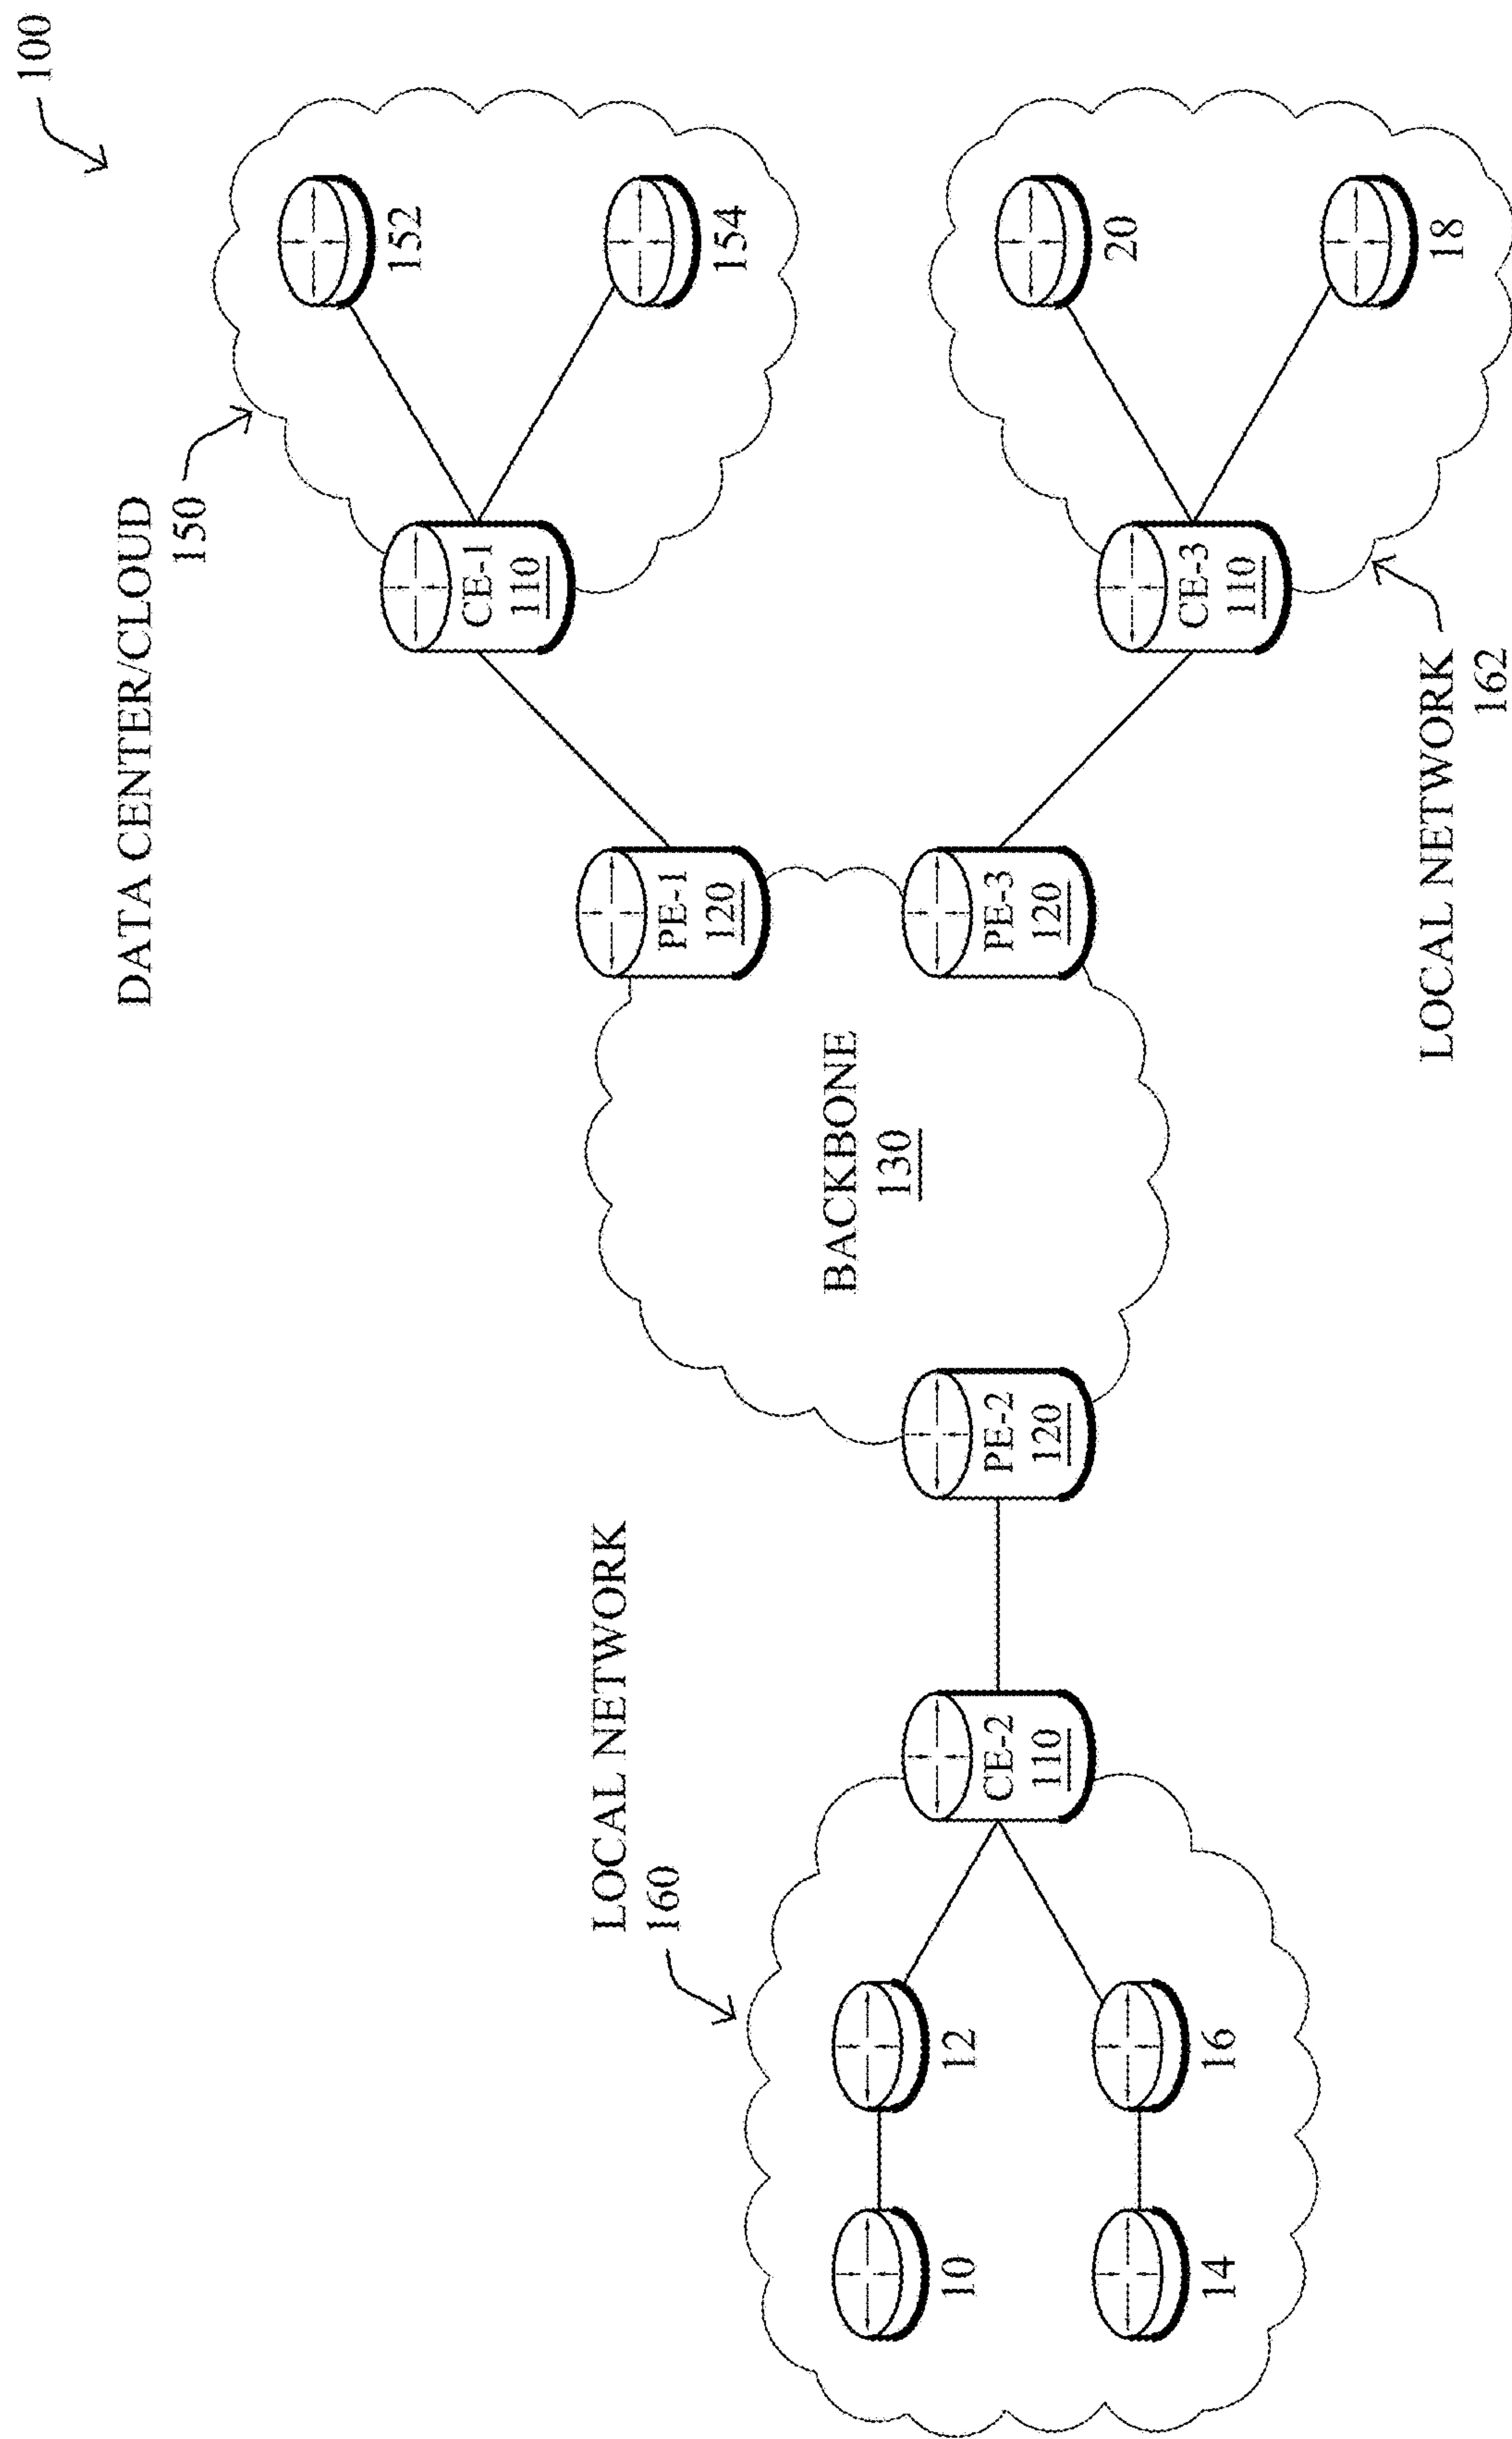 100
DATA CENTER/CLOUD
150
152
154
CE-1
110
PE-1
120
LOCAL NETWORK
160
BACKBONE
130
10
12
CE-2
110
PE-2
120
PE-3
120
14
16
CE-3
110
20
18
LOCAL NETWORK
162